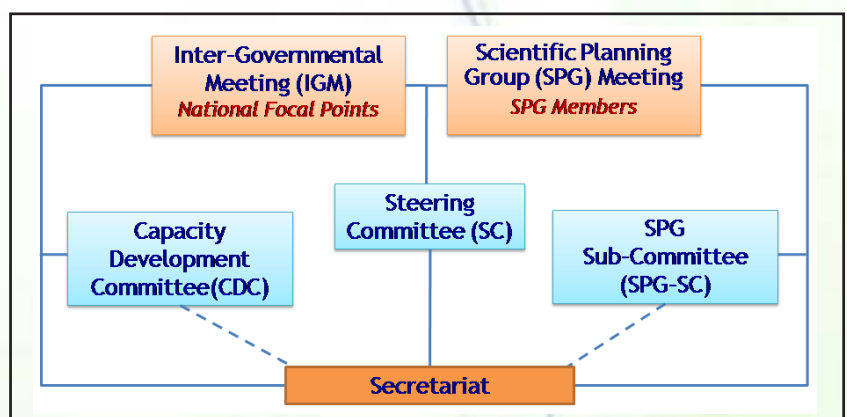 Inter-Governmental
Meeting (IGM)
National Focal Points
Scientific Planning
Group (SPG) Meeting
SPG Members
Capacity
Development
Committee(CDC)
Steering
Committee (SC)
SPG
Sub-Committee
(SPG-SC)
Secretariat